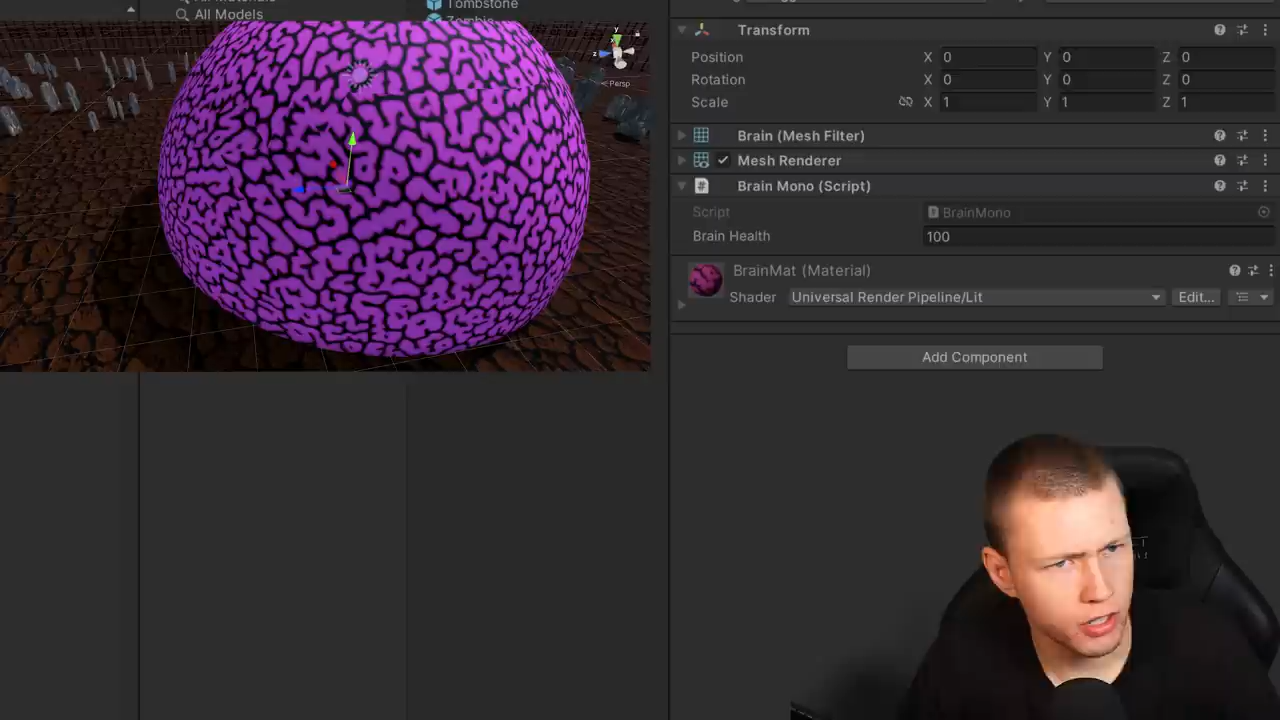 All Models
Tombstone
Zombie
y
z
Persp
Transform
Position X 0 Y 0 Z 0
Rotation X 0 Y 0 Z 0
Scale X 1 Y 1 Z 1
Brain (Mesh Filter)
Mesh Renderer
# Brain Mono (Script)
Script BrainMono
Brain Health 100
BrainMat (Material)
Shader Universal Render Pipeline/Lit Edit...
Add Component